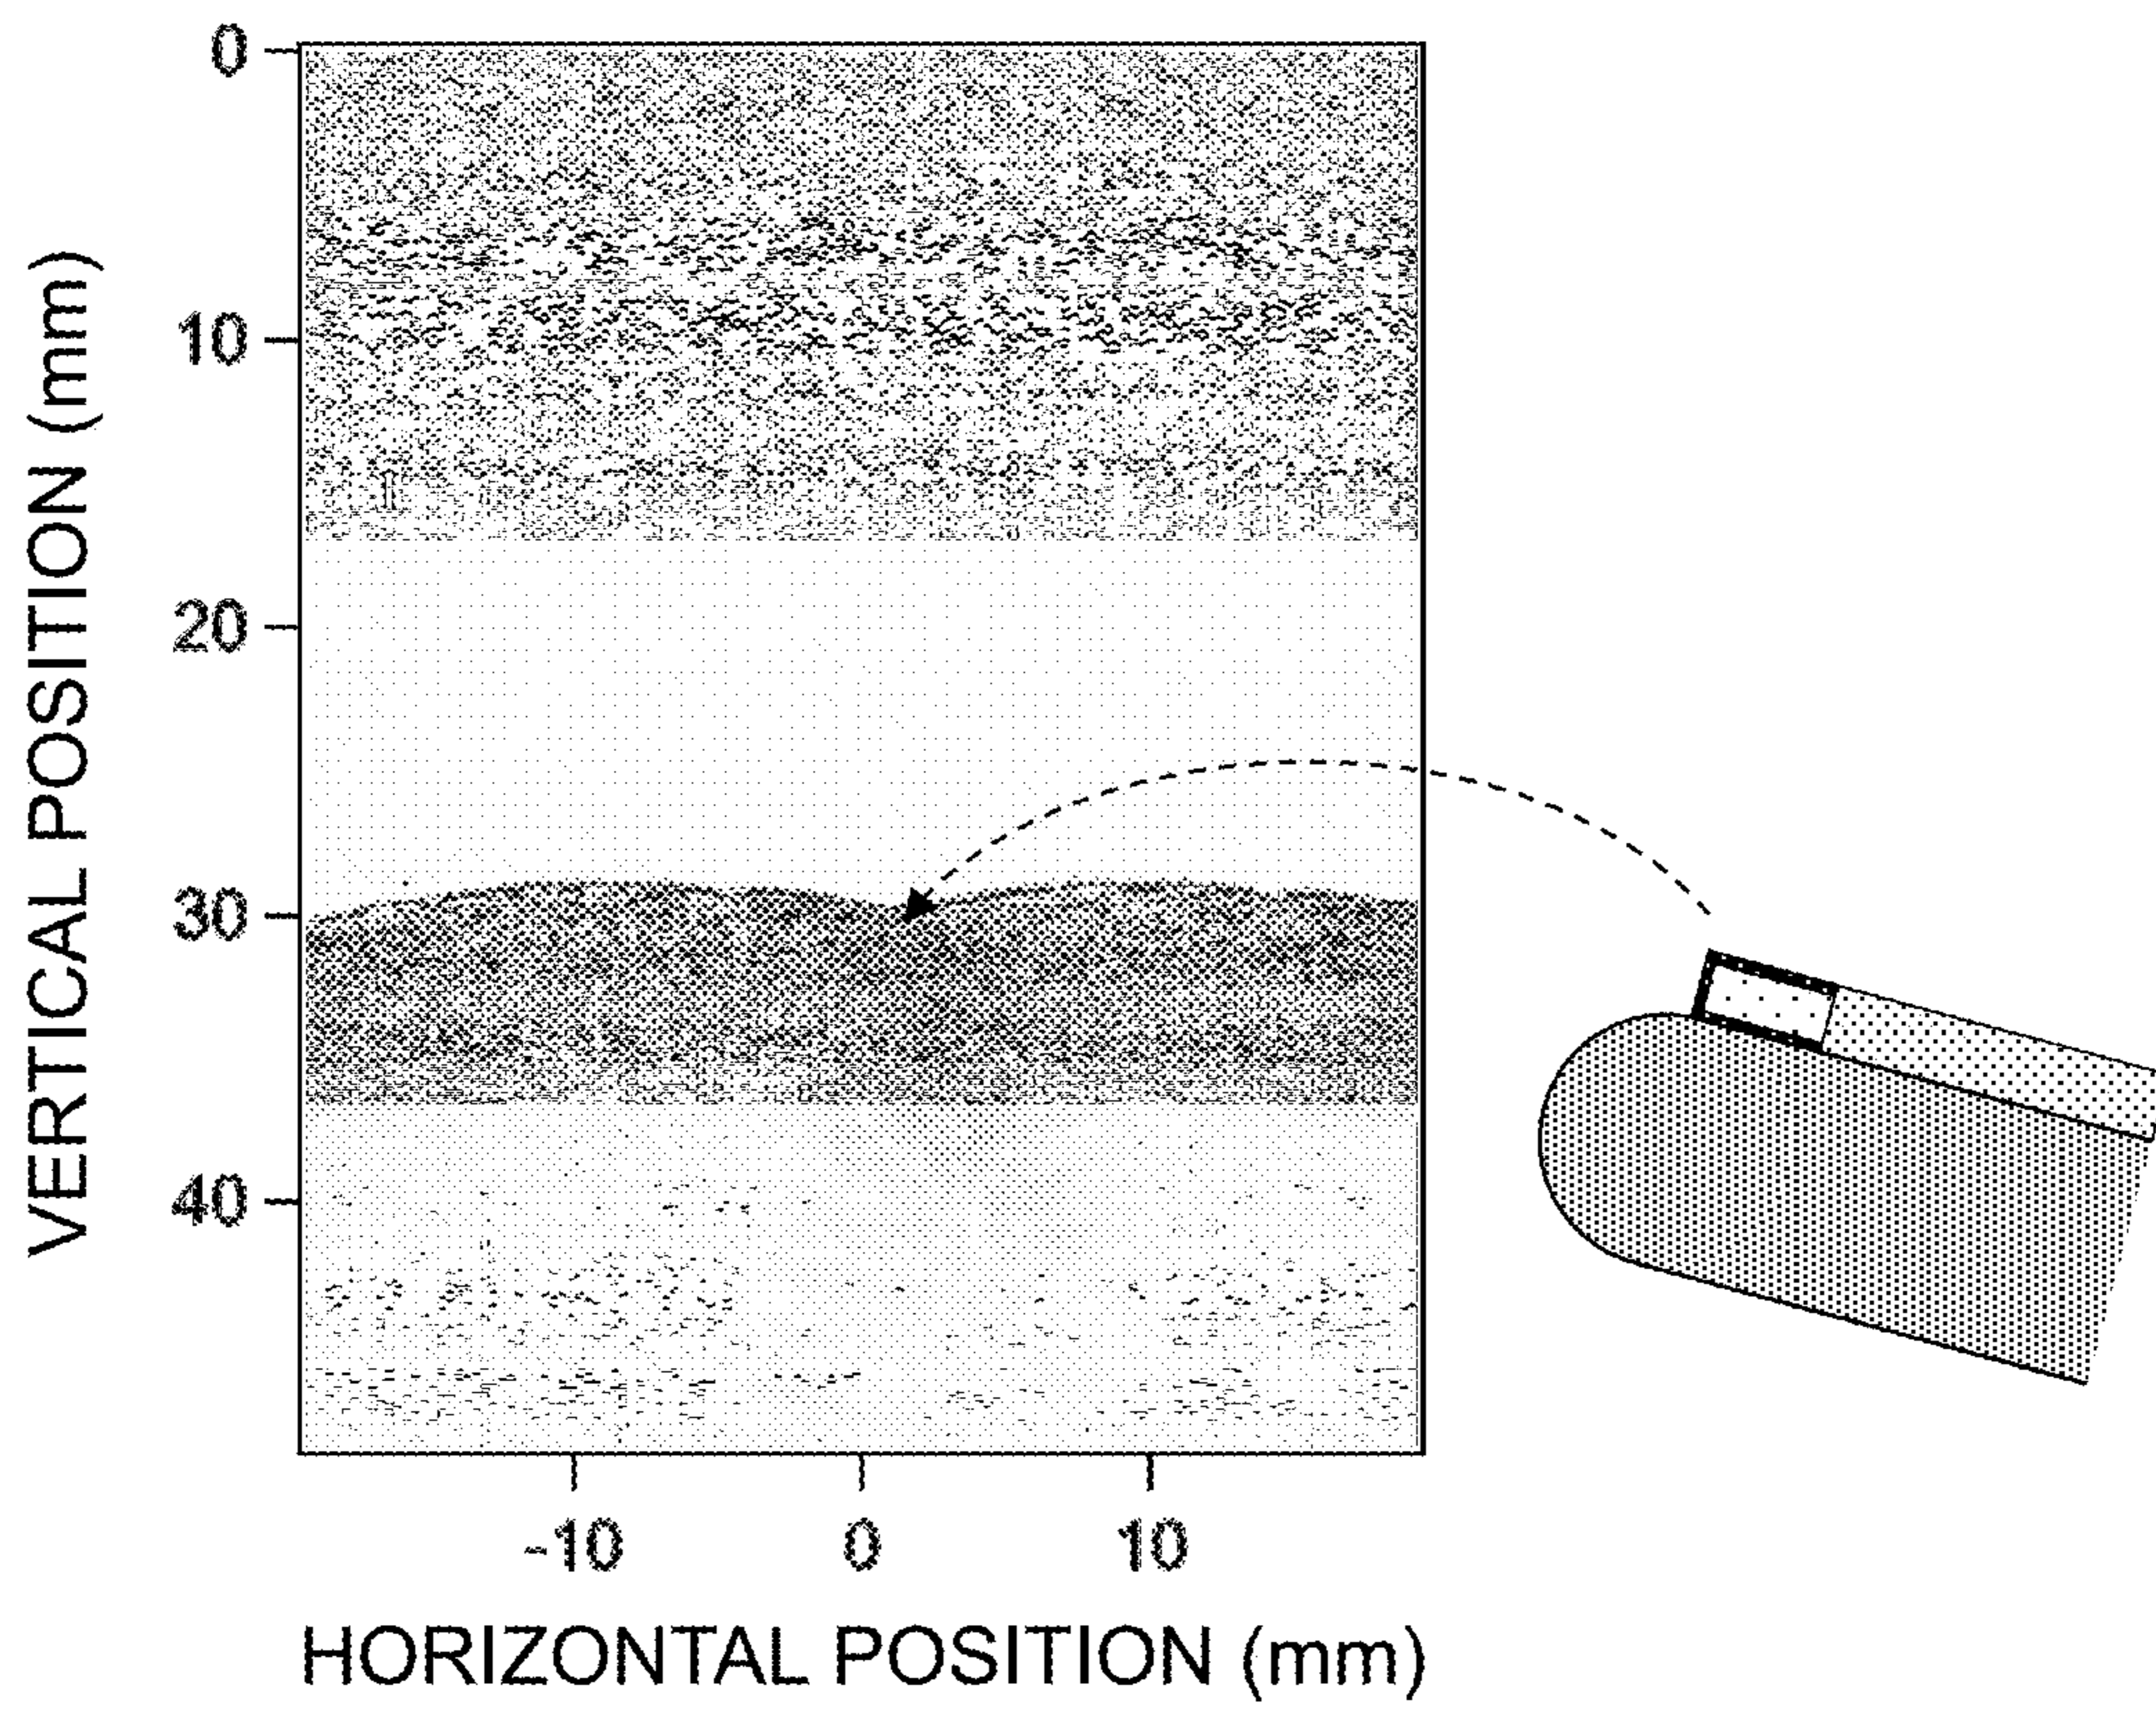 VERTICAL POSITION (mm)
0
10
20
30
40
-10 0 10
HORIZONTAL POSITION (mm)